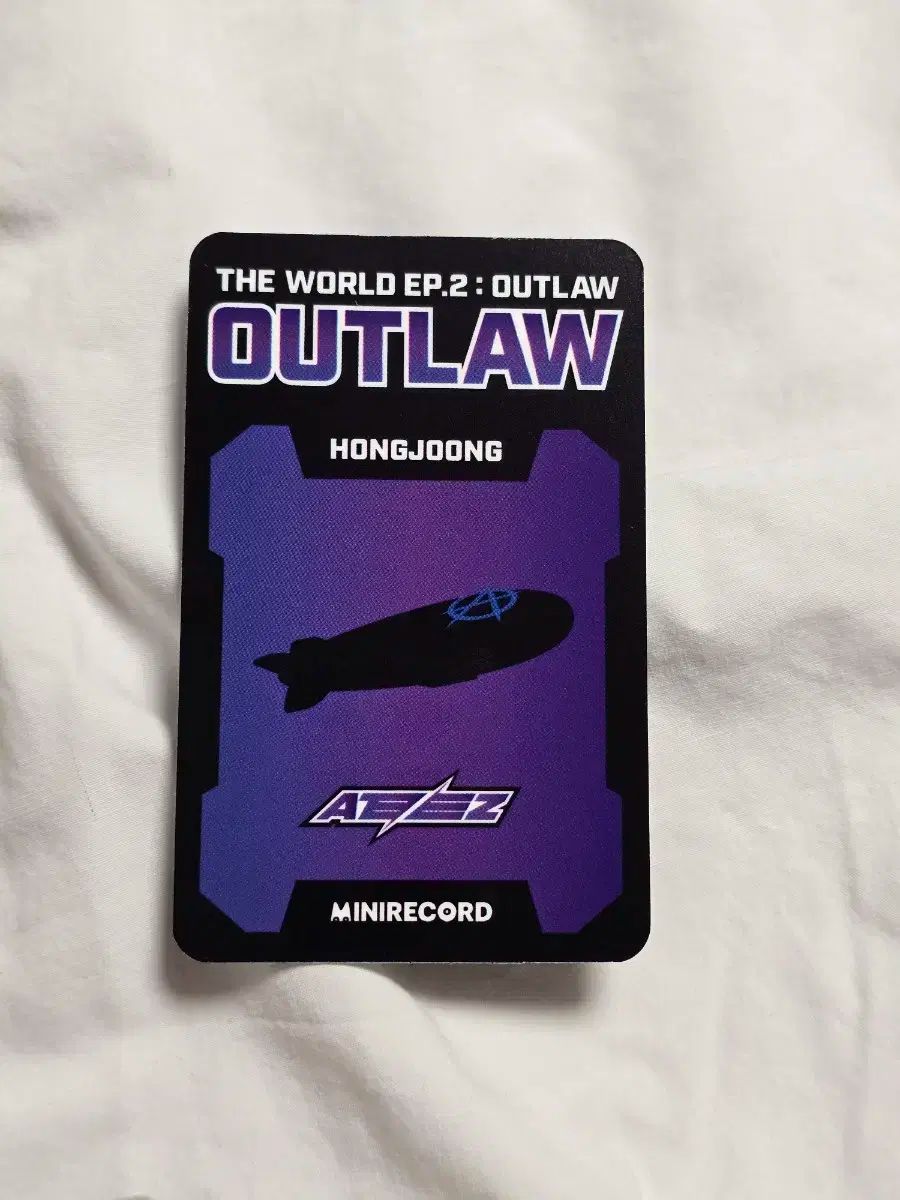 THE WORLD EP.2 : OUTLAW
OUTLAW
HONGJOONG
A
ATEEZ
MINIRECORD